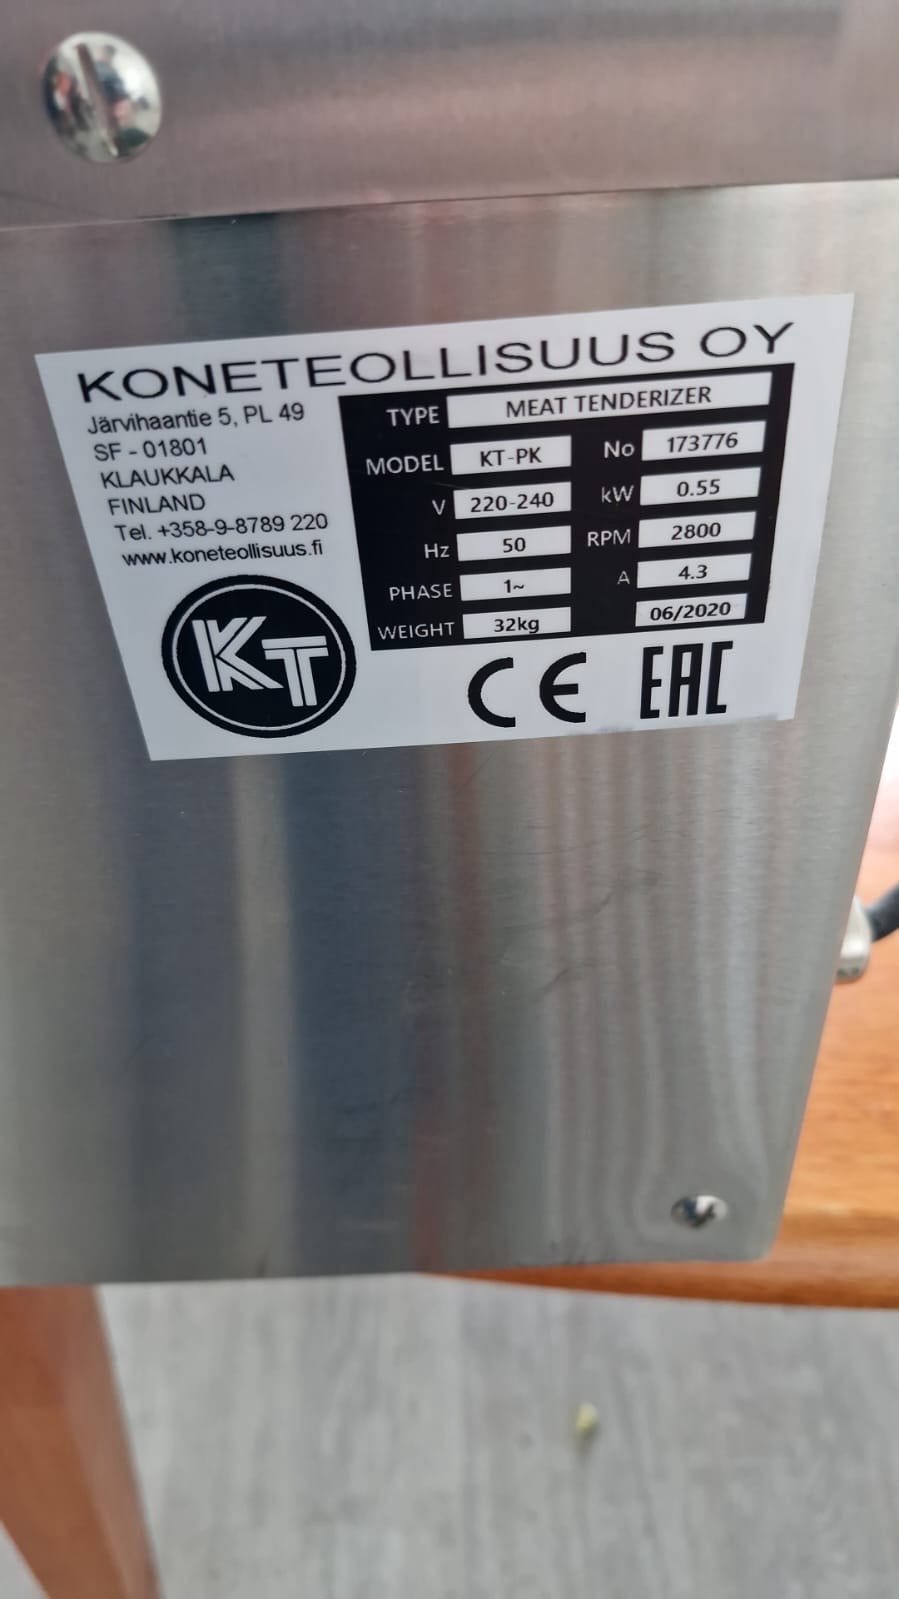 KONETEOLLISUUS OY
Järvihaantie 5, PL 49
SF - 01801
KLAUKKALA
FINLAND
Tel. +358-9-8789 220
www.koneteollisuus.fi
KT
TYPE MEAT TENDERIZER
MODEL KT-PK No 173776
V 220-240 kW 0.55
Hz 50 RPM 2800
PHASE 1~ A 4.3
WEIGHT 32kg 06/2020
CE EAC